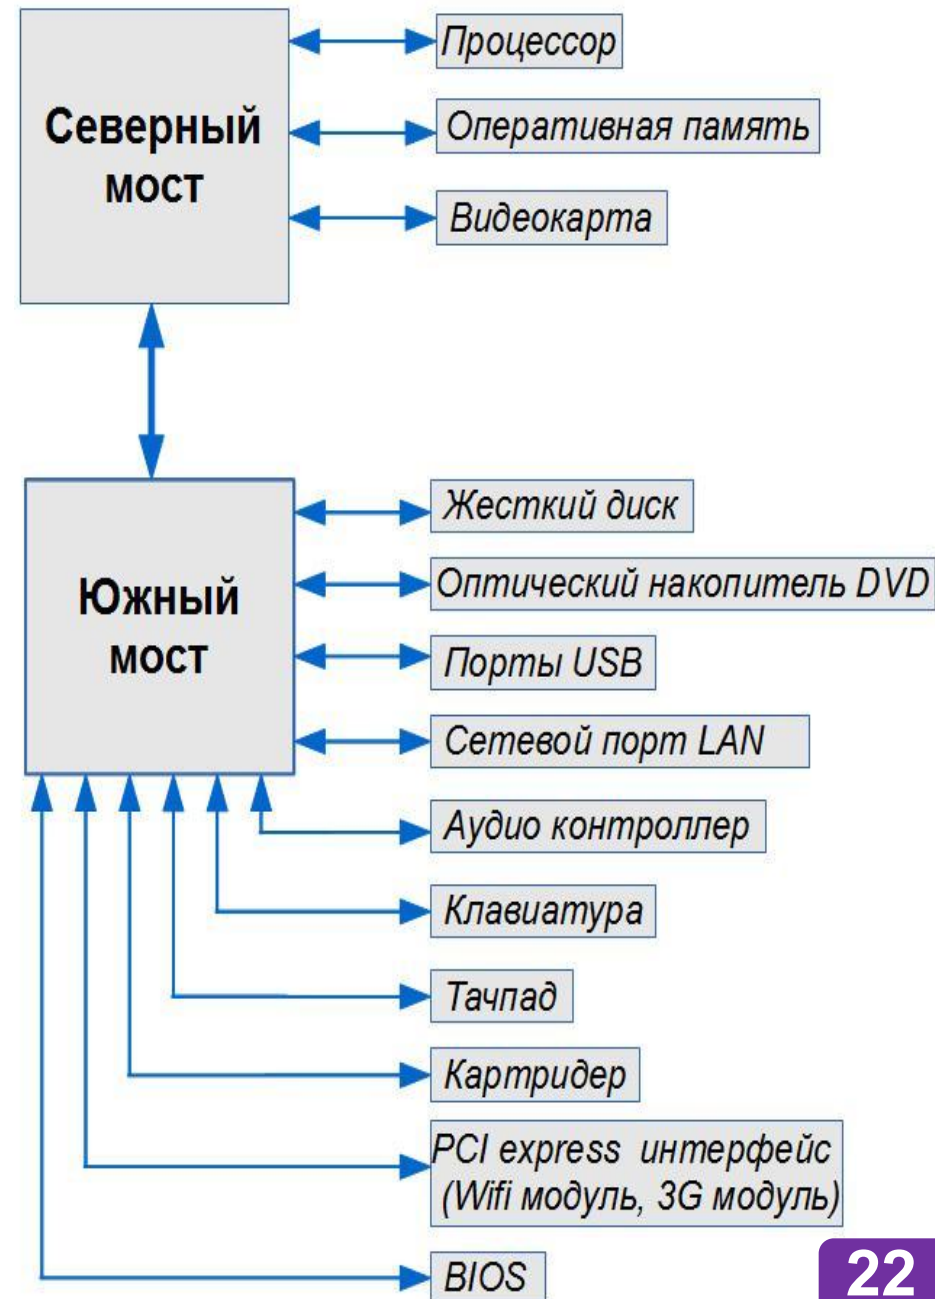 Северный
мост
Процессор
Оперативная память
Видеокарта
Южный
мост
Жесткий диск
Оптический накопитель DVD
Порты USB
Сетевой порт LAN
Аудио контроллер
Клавиатура
Тачпад
Картридер
PCI express интерфейс
(Wifi модуль, 3G модуль)
BIOS
22